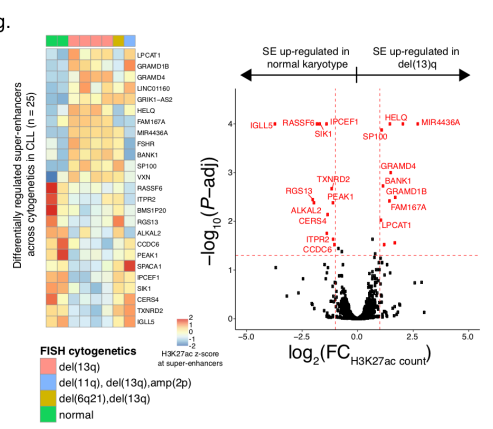 g.
Differentially regulated super-enhancers
across cytogenetics in CLL (n = 25)
LPCAT1
GRAMD1B
GRAMD4
LINC01160
GRIK1-AS2
HELQ
FAM167A
MIR4436A
FSHR
BANK1
SP100
VXN
RASSF6
ITPR2
BMS1P20
RGS13
ALKAL2
CCDC6
PEAK1
SPACA1
IPCEF1
SIK1
CERS4
TXNRD2
IGLL5
2
1
0
-1
-2
H3K27ac z-score
at super-enhancers
FISH cytogenetics
del(13q)
del(11q), del(13q),amp(2p)
del(6q21),del(13q)
normal
SE up-regulated in
normal karyotype
SE up-regulated in
del(13)q
−log10(P−adj)
4
3
2
1
0
IGLL5
RASSF6
IPCEF1
SIK1
HELQ
MIR4436A
SP100
GRAMD4
TXNRD2
BANK1
RGS13
PEAK1
GRAMD1B
ALKAL2
FAM167A
CERS4
LPCAT1
ITPR2
CCDC6
−5.0
−2.5
0.0
2.5
5.0
log2(FC H3K27ac count)